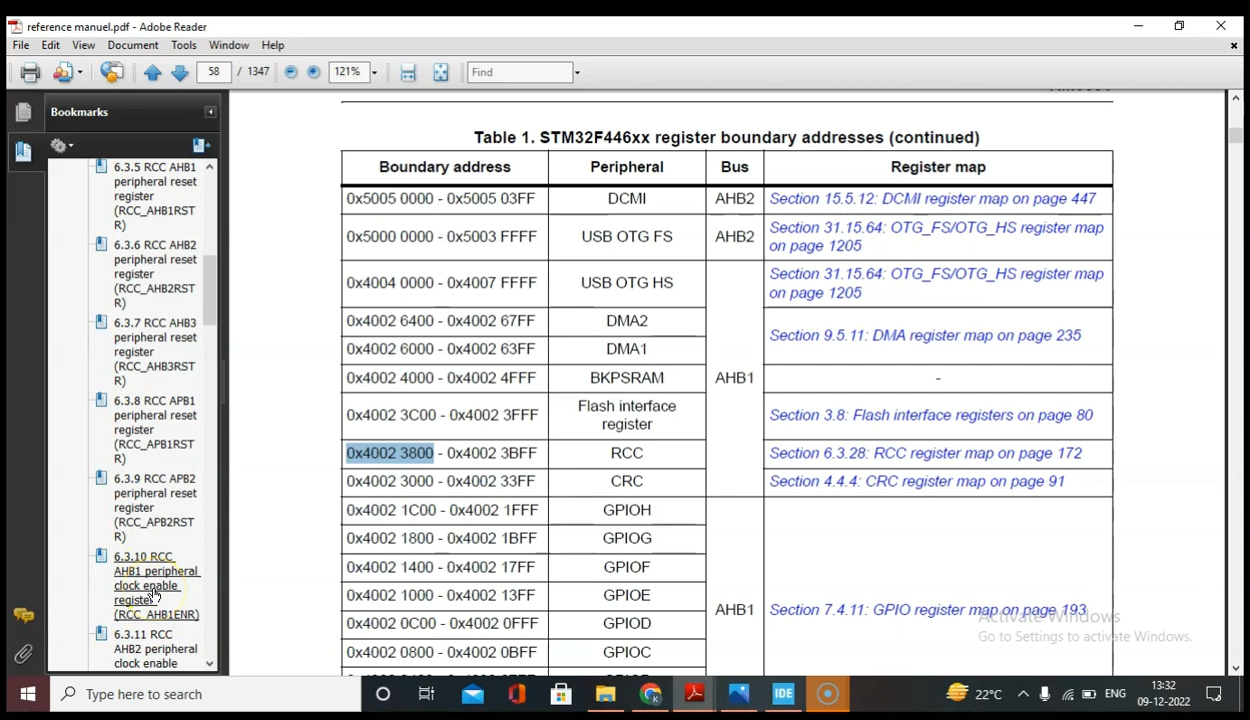 reference manuel.pdf - Adobe Reader
File Edit View Document Tools Window Help
58 / 1347 121% Find
Bookmarks
6.3.5 RCC AHB1
peripheral reset
register
(RCC_AHB1RST
R)
6.3.6 RCC AHB2
peripheral reset
register
(RCC_AHB2RST
R)
6.3.7 RCC AHB3
peripheral reset
register
(RCC_AHB3RST
R)
6.3.8 RCC APB1
peripheral reset
register
(RCC_APB1RST
R)
6.3.9 RCC APB2
peripheral reset
register
(RCC_APB2RST
R)
6.3.10 RCC
AHB1 peripheral
clock enable
register
(RCC_AHB1ENR)
6.3.11 RCC
AHB2 peripheral
clock enable
Table 1. STM32F446xx register boundary addresses (continued)
Boundary address Peripheral Bus Register map
0x5005 0000 - 0x5005 03FF DCMI AHB2 Section 15.5.12: DCMI register map on page 447
0x5000 0000 - 0x5003 FFFF USB OTG FS AHB2 Section 31.15.64: OTG_FS/OTG_HS register map
on page 1205
0x4004 0000 - 0x4007 FFFF USB OTG HS Section 31.15.64: OTG_FS/OTG_HS register map
on page 1205
0x4002 6400 - 0x4002 67FF DMA2
Section 9.5.11: DMA register map on page 235
0x4002 6000 - 0x4002 63FF DMA1
0x4002 4000 - 0x4002 4FFF BKPSRAM AHB1 -
0x4002 3C00 - 0x4002 3FFF Flash interface
register Section 3.8: Flash interface registers on page 80
0x4002 3800 - 0x4002 3BFF RCC Section 6.3.28: RCC register map on page 172
0x4002 3000 - 0x4002 33FF CRC Section 4.4.4: CRC register map on page 91
0x4002 1C00 - 0x4002 1FFF GPIOH
0x4002 1800 - 0x4002 1BFF GPIOG
0x4002 1400 - 0x4002 17FF GPIOF
0x4002 1000 - 0x4002 13FF GPIOE
AHB1 Section 7.4.11: GPIO register map on page 193
0x4002 0C00 - 0x4002 0FFF GPIOD
0x4002 0800 - 0x4002 0BFF GPIOC
Activate Windows
Go to Settings to activate Windows.
Type here to search
IDE
22°C
ENG
13:32
09-12-2022